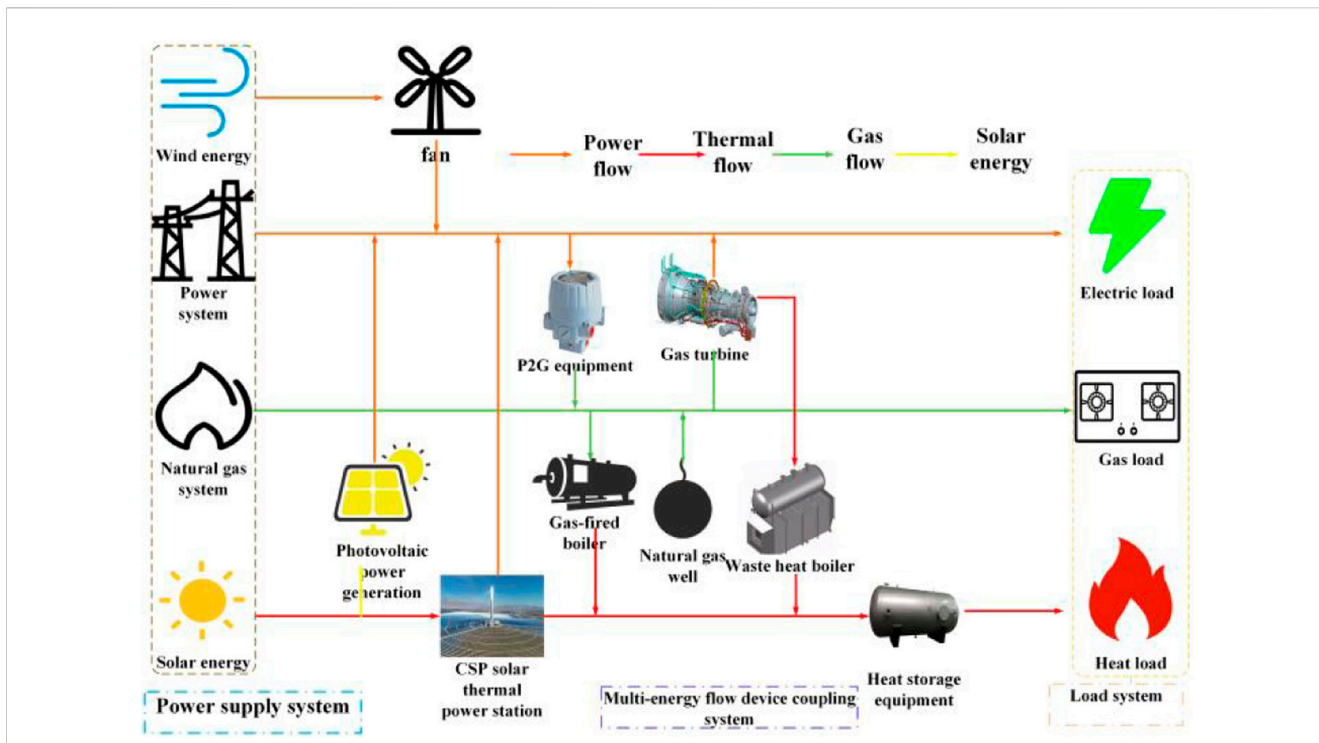 Wind energy
fan
Power
flow
Thermal
flow
Gas
flow
Solar
energy
Power
system
Electric load
P2G equipment
Gas turbine
Natural gas
system
Gas load
Photovoltaic
power
generation
Gas-fired
boiler
Natural gas
well
Waste heat boiler
Solar energy
CSP solar
thermal
power station
Heat storage
equipment
Heat load
Power supply system
Multi-energy flow device coupling
system
Load system